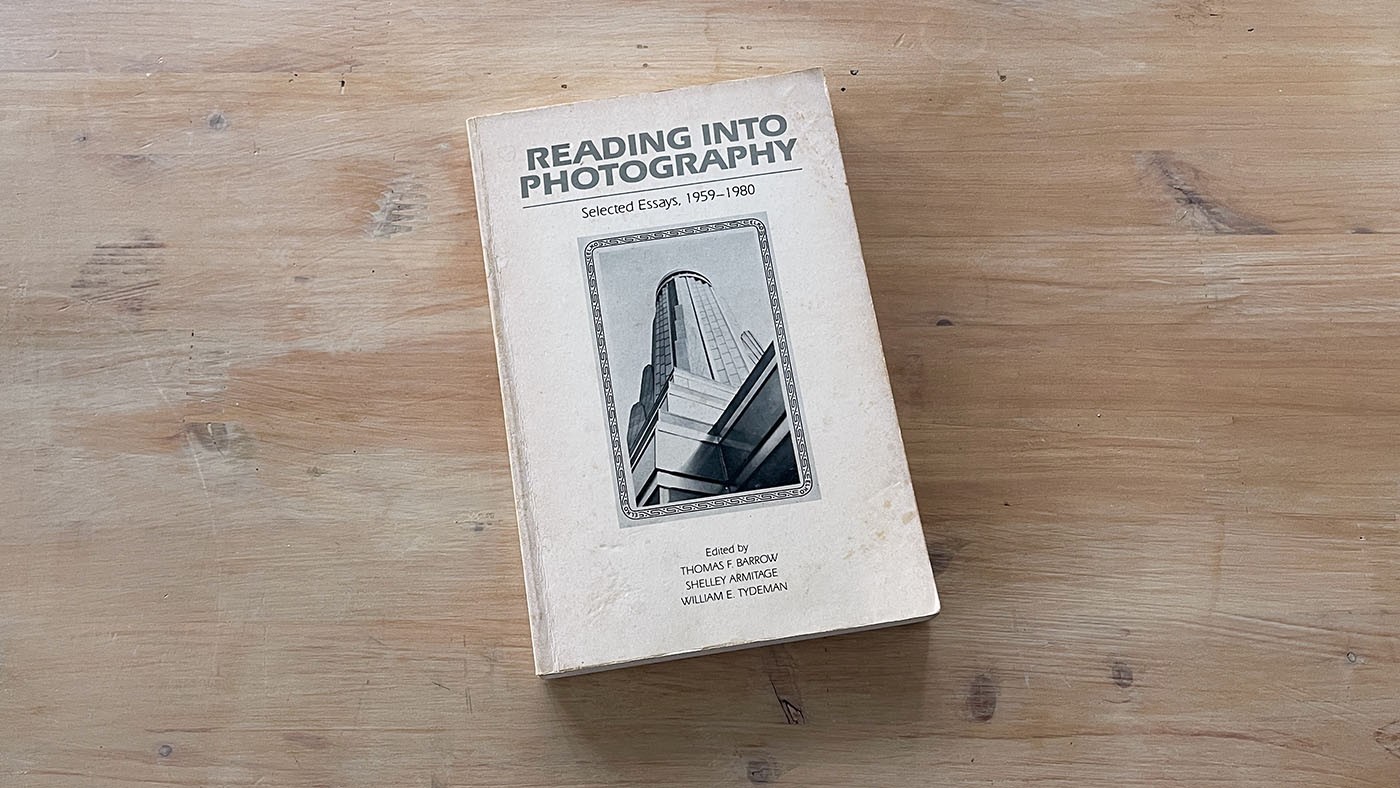 READING INTO
PHOTOGRAPHY
Selected Essays, 1959–1980
Edited by
THOMAS F. BARROW
SHELLEY ARMITAGE
WILLIAM E. TYDEMAN